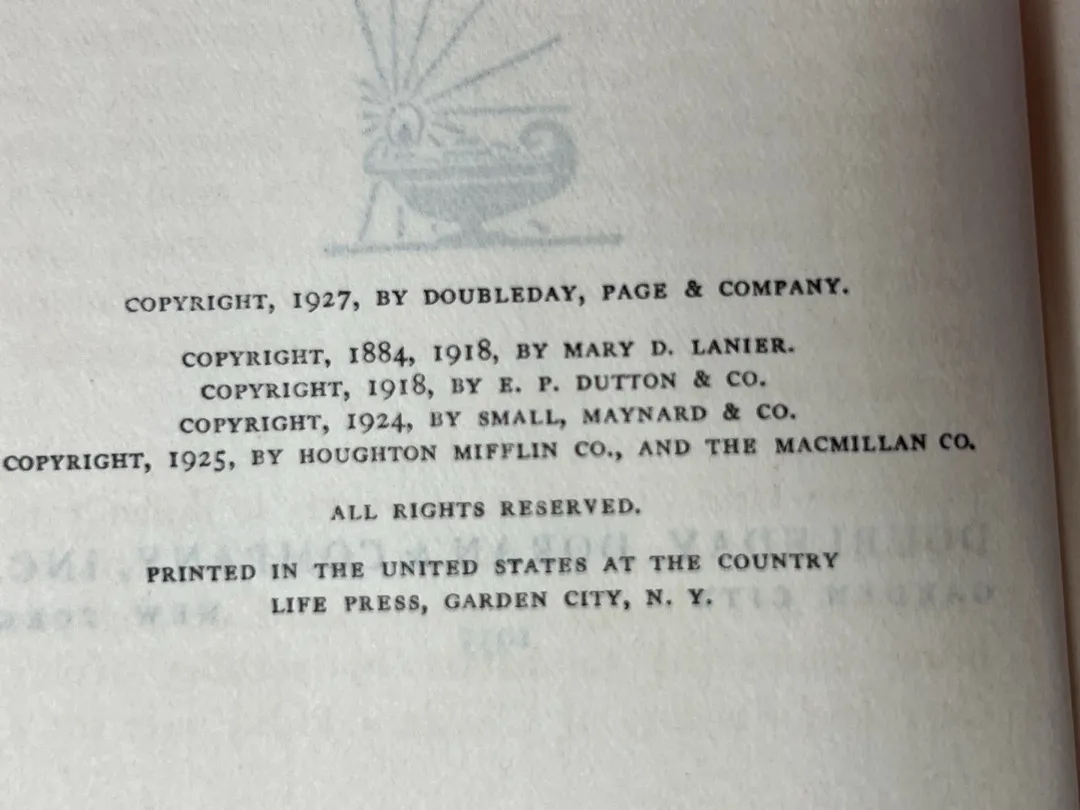 COPYRIGHT, 1927, BY DOUBLEDAY, PAGE & COMPANY.
COPYRIGHT, 1884, 1918, BY MARY D. LANIER.
COPYRIGHT, 1918, BY E. P. DUTTON & CO.
COPYRIGHT, 1924, BY SMALL, MAYNARD & CO.
COPYRIGHT, 1925, BY HOUGHTON MIFFLIN CO., AND THE MACMILLAN CO.
ALL RIGHTS RESERVED.
PRINTED IN THE UNITED STATES AT THE COUNTRY
LIFE PRESS, GARDEN CITY, N. Y.